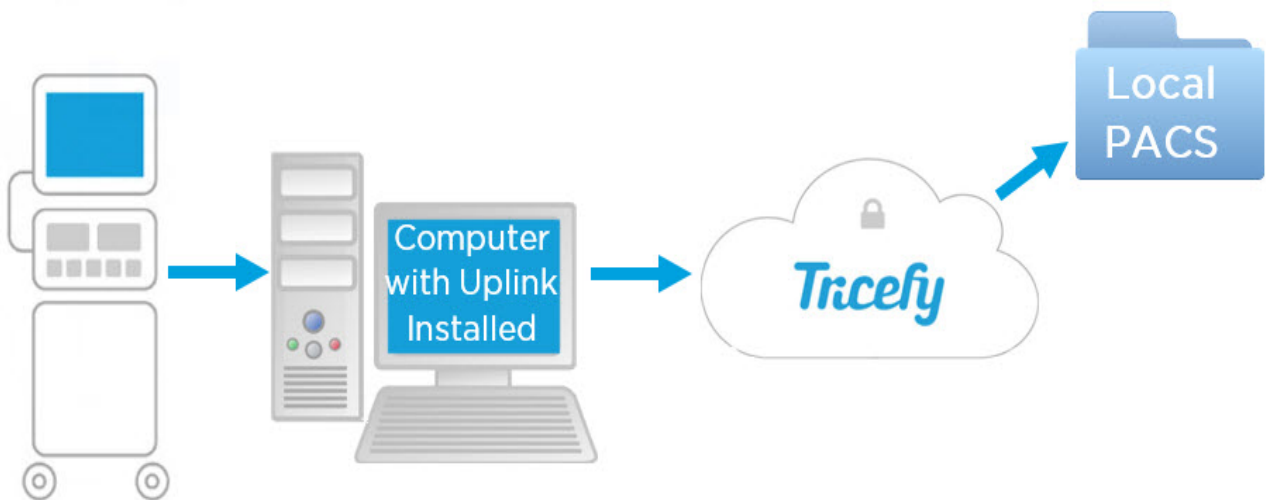 Computer
with Uplink
Installed
Tricefy
Local
PACS